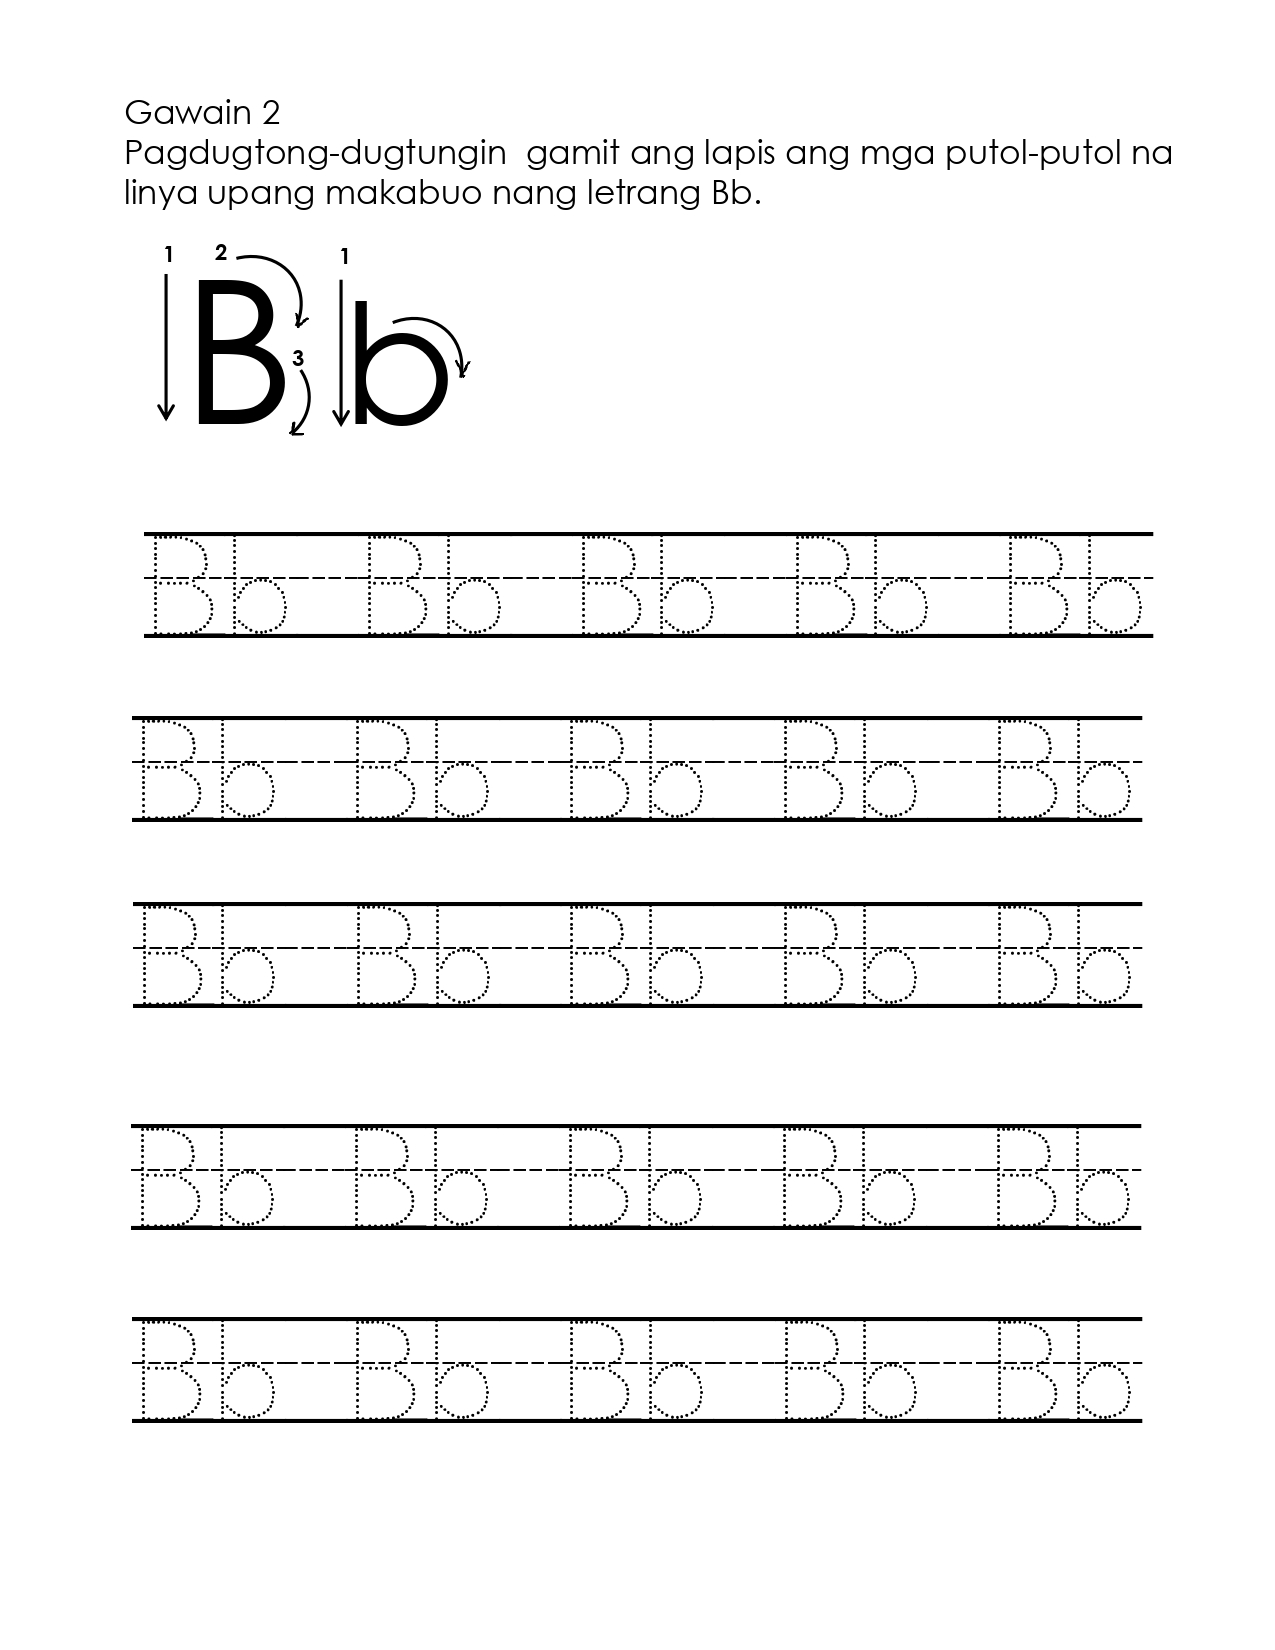 Gawain 2
Pagdugtong-dugtungin gamit ang lapis ang mga putol-putol na
linya upang makabuo nang letrang Bb.
1 2 1
B b
3
Bb Bb Bb Bb Bb
Bb Bb Bb Bb Bb
Bb Bb Bb Bb Bb
Bb Bb Bb Bb Bb
Bb Bb Bb Bb Bb